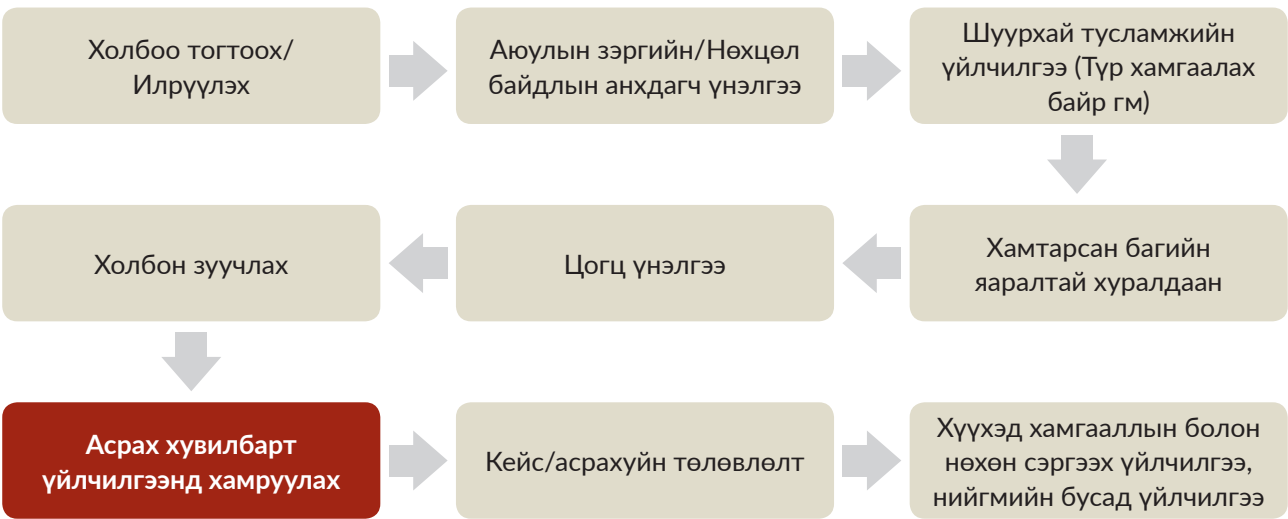 Холбоо тогтоох/
Илрүүлэх
Аюулын зэргийн/Нөхцөл
байдлын анхдагч үнэлгээ
Шуурхай тусламжийн
үйлчилгээ (Түр хамгаалах
байр гм)
Хамтарсан багийн
яаралтай хуралдаан
Цогц үнэлгээ
Холбон зуучлах
Асрах хувилбарт
үйлчилгээнд хамруулах
Кейс/асрахуйн төлөвлөлт
Хүүхэд хамгааллын болон
нөхөн сэргээх үйлчилгээ,
нийгмийн бусад үйлчилгээ